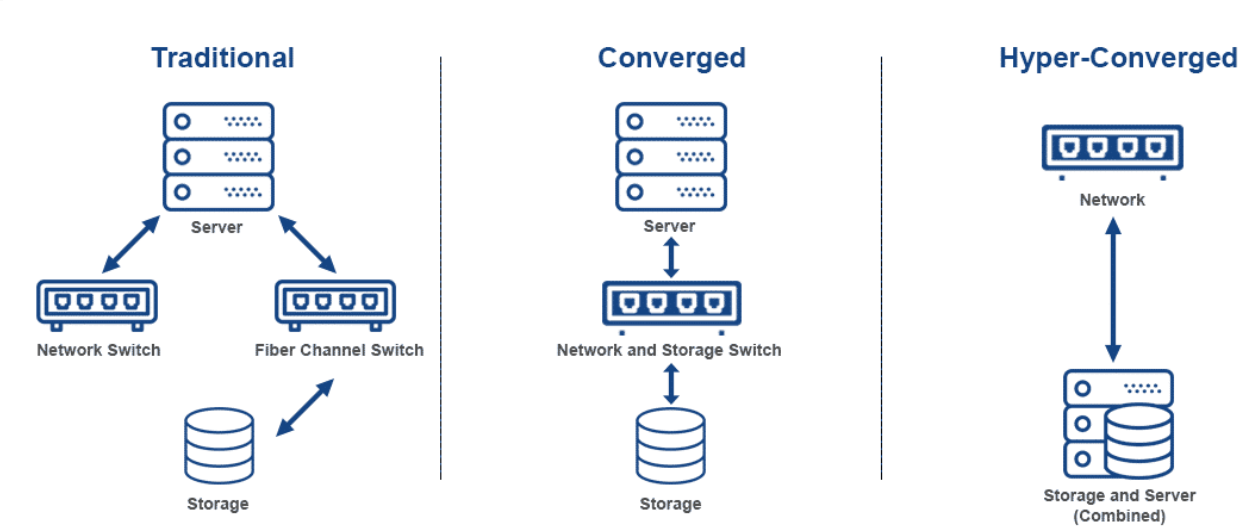 Traditional
Server
Network Switch
Fiber Channel Switch
Storage
Converged
Server
Network and Storage Switch
Storage
Hyper-Converged
Network
Storage and Server
(Combined)